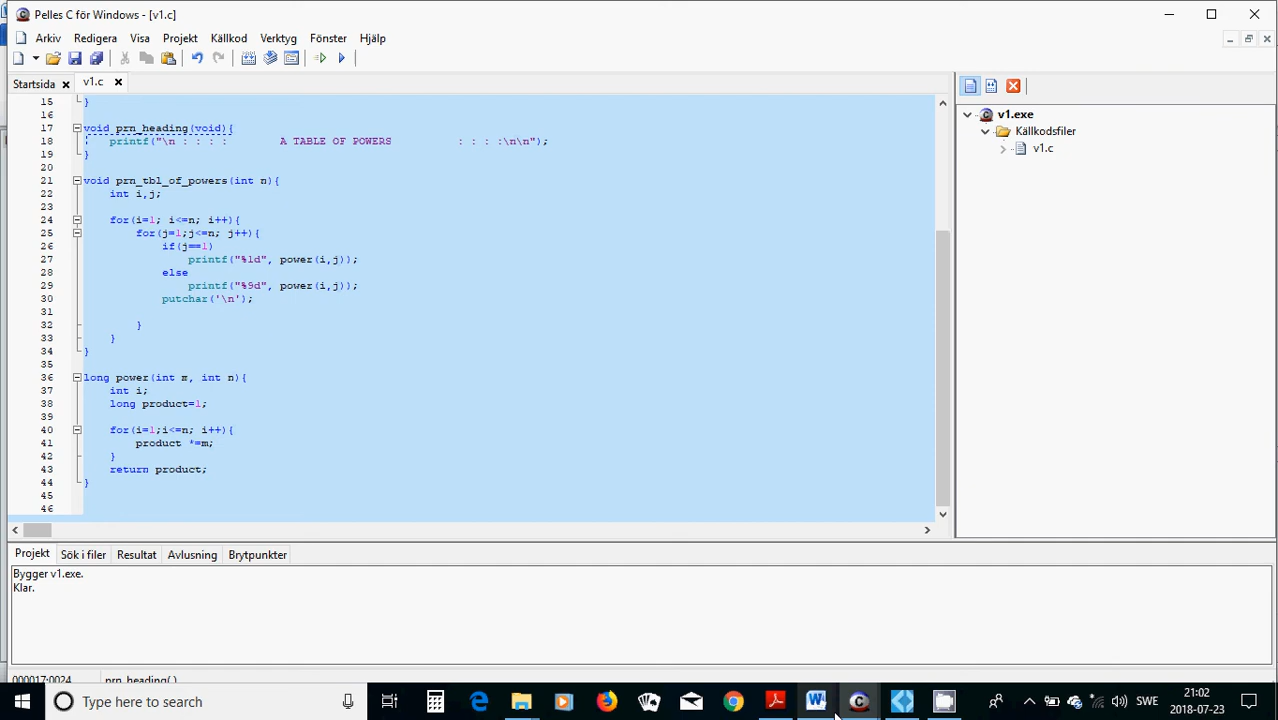 Pelles C för Windows - [v1.c]
Arkiv Redigera Visa Projekt Källkod Verktyg Fönster Hjälp
Startsida v1.c
15 }
16
17 void prn_heading(void){
18 printf("\n : : : : A TABLE OF POWERS : : : :\n\n");
19 }
20
21 void prn_tbl_of_powers(int n){
22 int i,j;
23
24 for(i=1; i<=n; i++){
25 for(j=1;j<=n; j++){
26 if(j==1)
27 printf("%ld", power(i,j));
28 else
29 printf("%9d", power(i,j));
30 putchar('\n');
31
32 }
33 }
34 }
35
36 long power(int m, int n){
37 int i;
38 long product=1;
39
40 for(i=1;i<=n; i++){
41 product *=m;
42 }
43 return product;
44 }
45
46
v1.exe
Källkodsfiler
v1.c
Projekt Sök i filer Resultat Avlusning Brytpunkter
Bygger v1.exe.
Klar.
000017:0024 prn_heading( )
Type here to search
SWE
21:02
2018-07-23